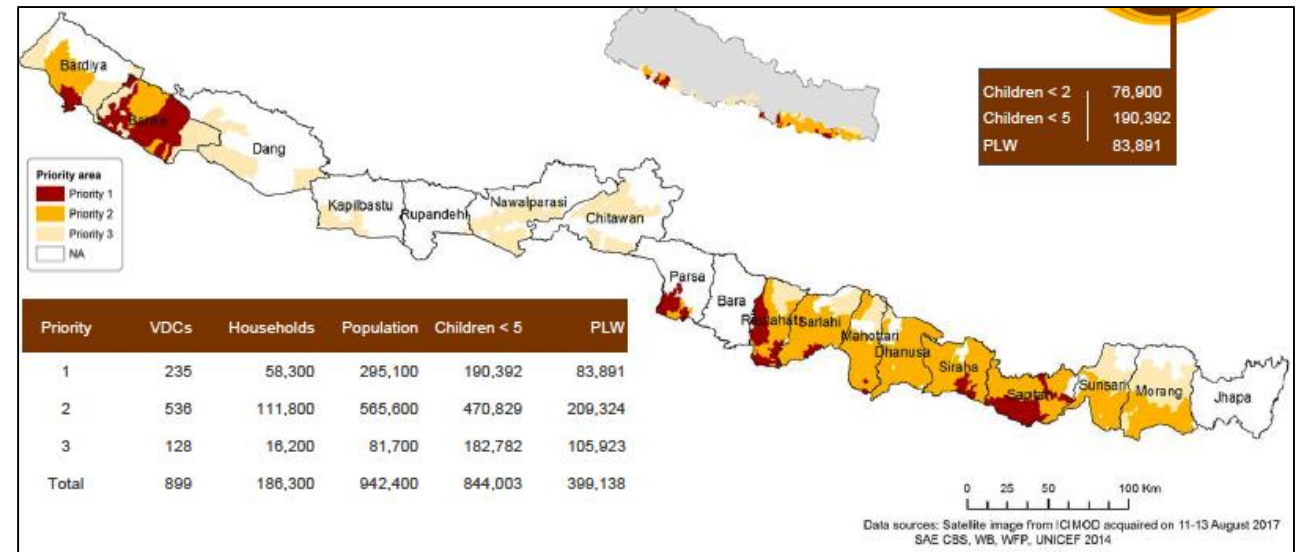 Bardiya
Banke
Dang
Children < 2 76,900
Children < 5 190,392
PLW 83,891
Priority area
Priority 1
Priority 2
Priority 3
NA
Kapilbastu
Rupandehi
Nawalparasi
Chitawan
Parsa
Bara
Rautahat
Sarlahi
Mahottari
Dhanusa
Siraha
Saptari
Sunsari
Morang
Jhapa
Priority VDCs Households Population Children < 5 PLW
1 235 58,300 295,100 190,392 83,891
2 536 111,800 565,600 470,829 209,324
3 128 16,200 81,700 182,782 105,923
Total 899 186,300 942,400 844,003 399,138
0 25 50 100 Km
Data sources: Satellite image from ICIMOD acquaired on 11-13 August 2017
SAE CBS, WB, WFP, UNICEF 2014